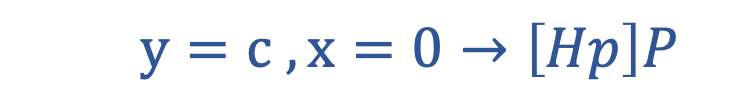 y = c ,x = 0 → [Hp]P